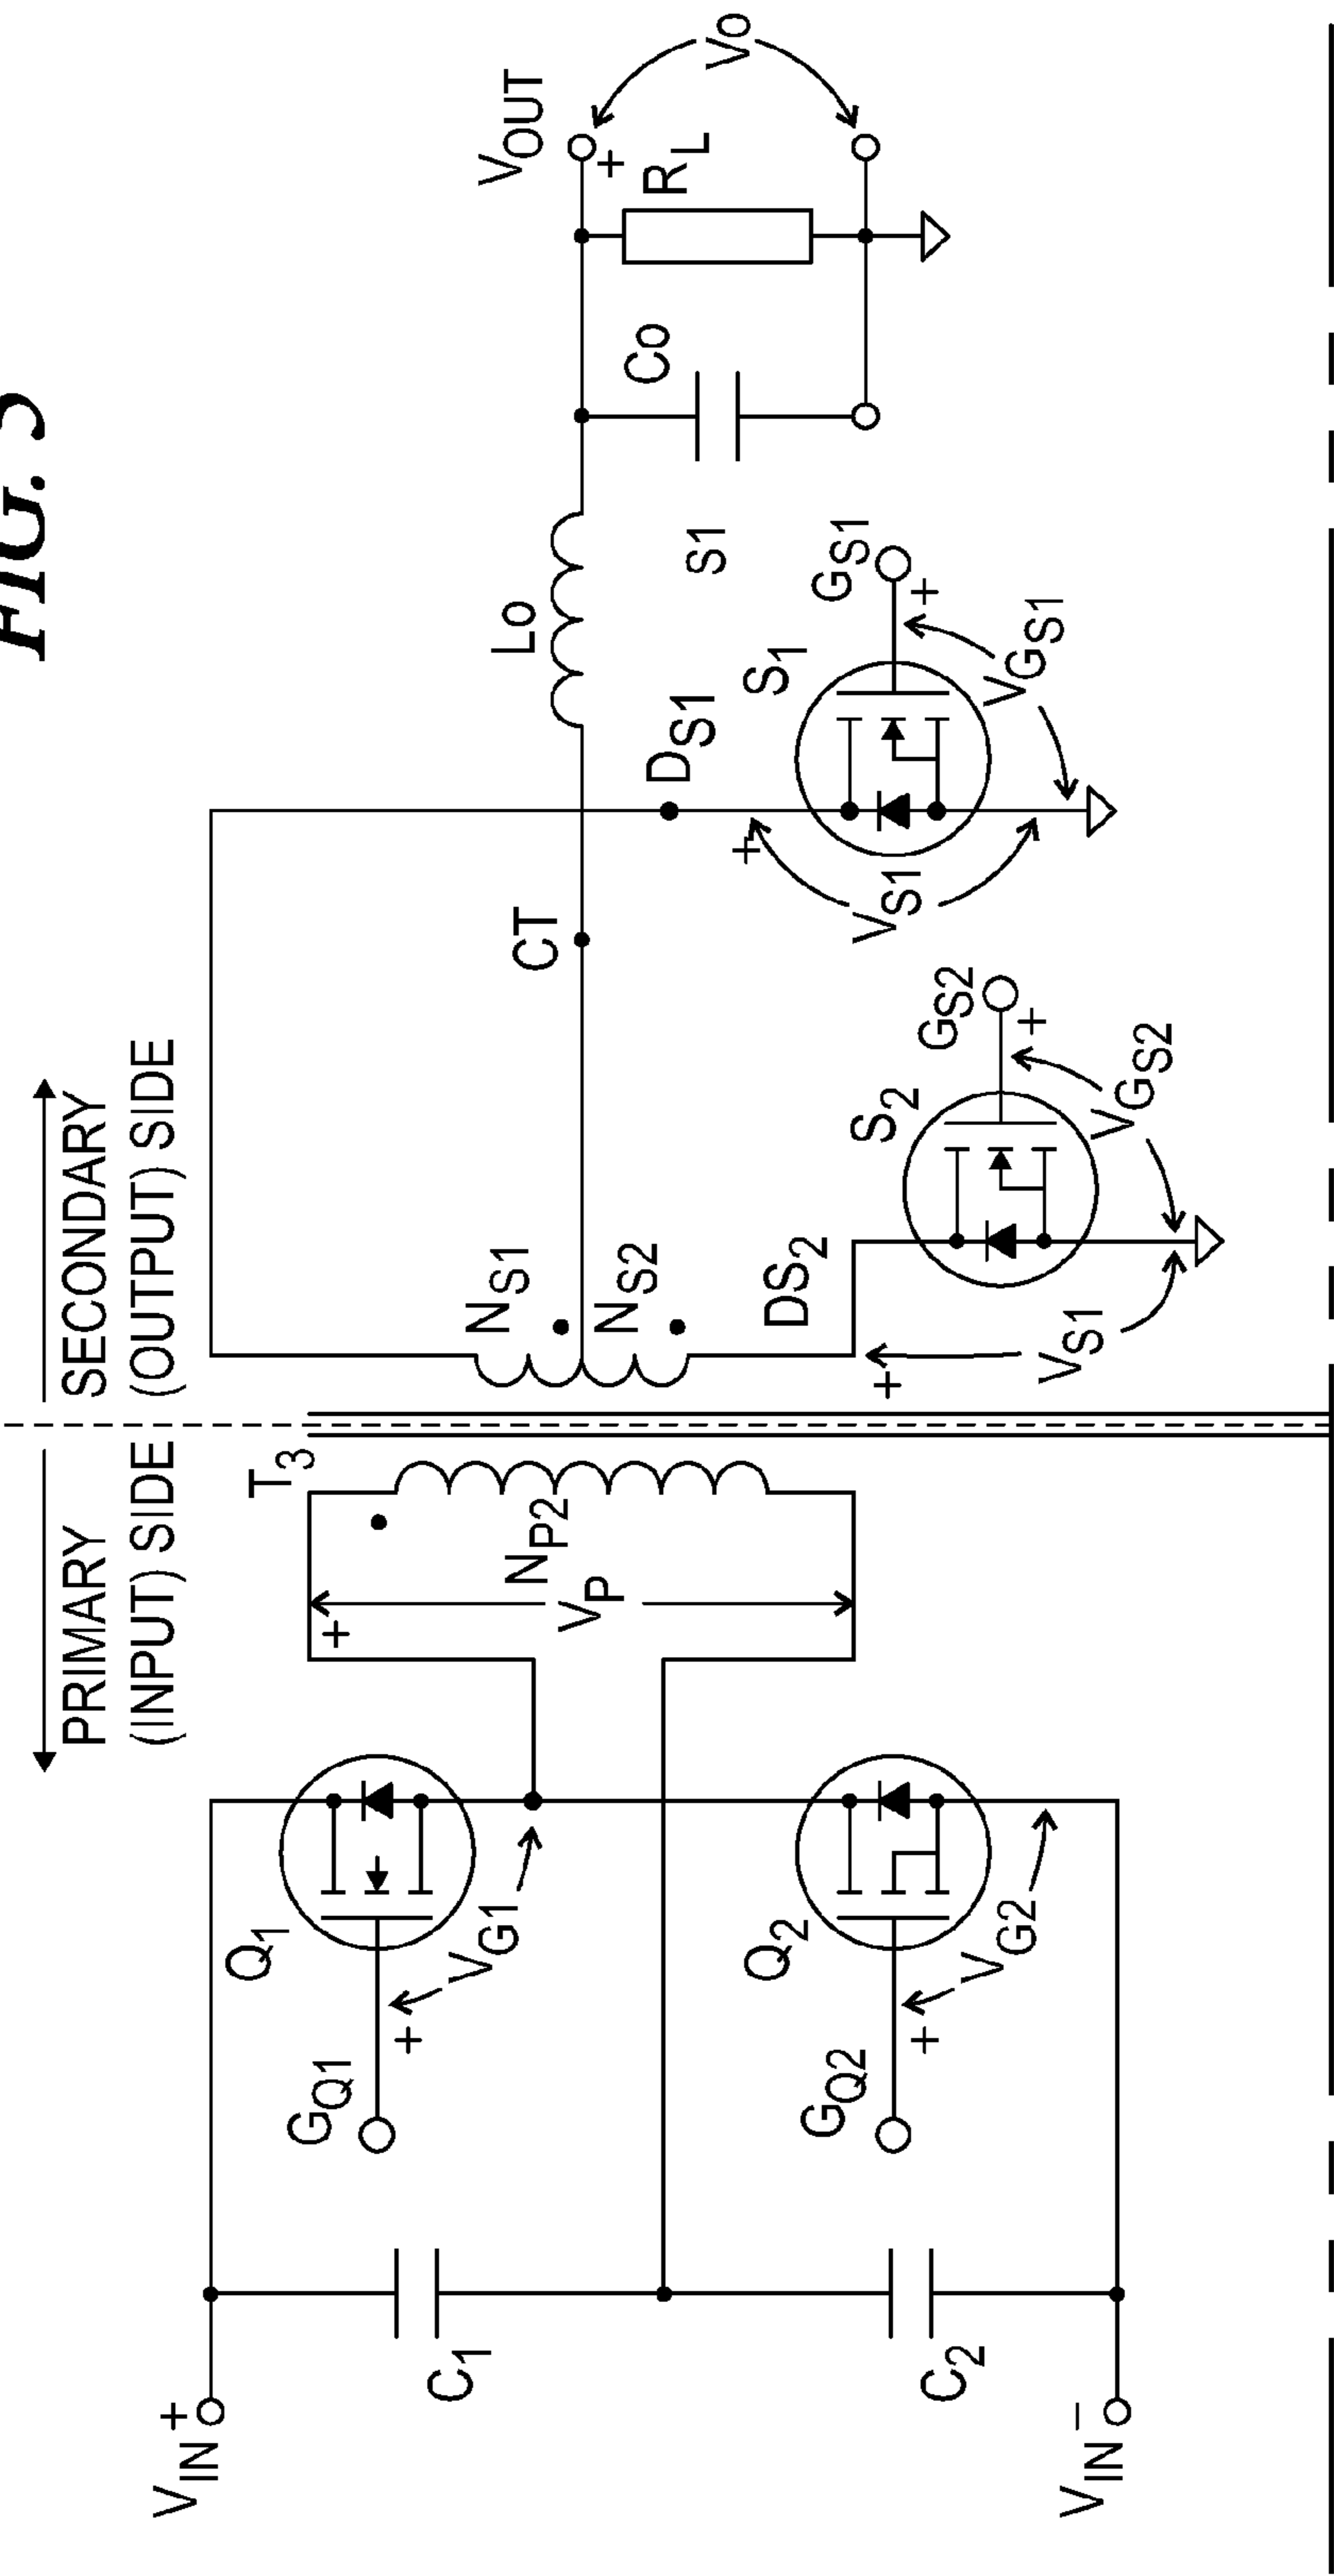 FIG. 3
PRIMARY
(INPUT) SIDE
SECONDARY
(OUTPUT) SIDE
VIN +
VIN −
C1
C2
GQ1
+
VG1
Q1
GQ2
+
VG2
Q2
T3
+
VP
NP2
NS1
NS2
CT
DS2
+
VS1
S2
GS2
+
VGS2
DS1
+
VS1
S1
GS1
+
VGS1
S1
Lo
Co
RL
VOUT
+
Vo